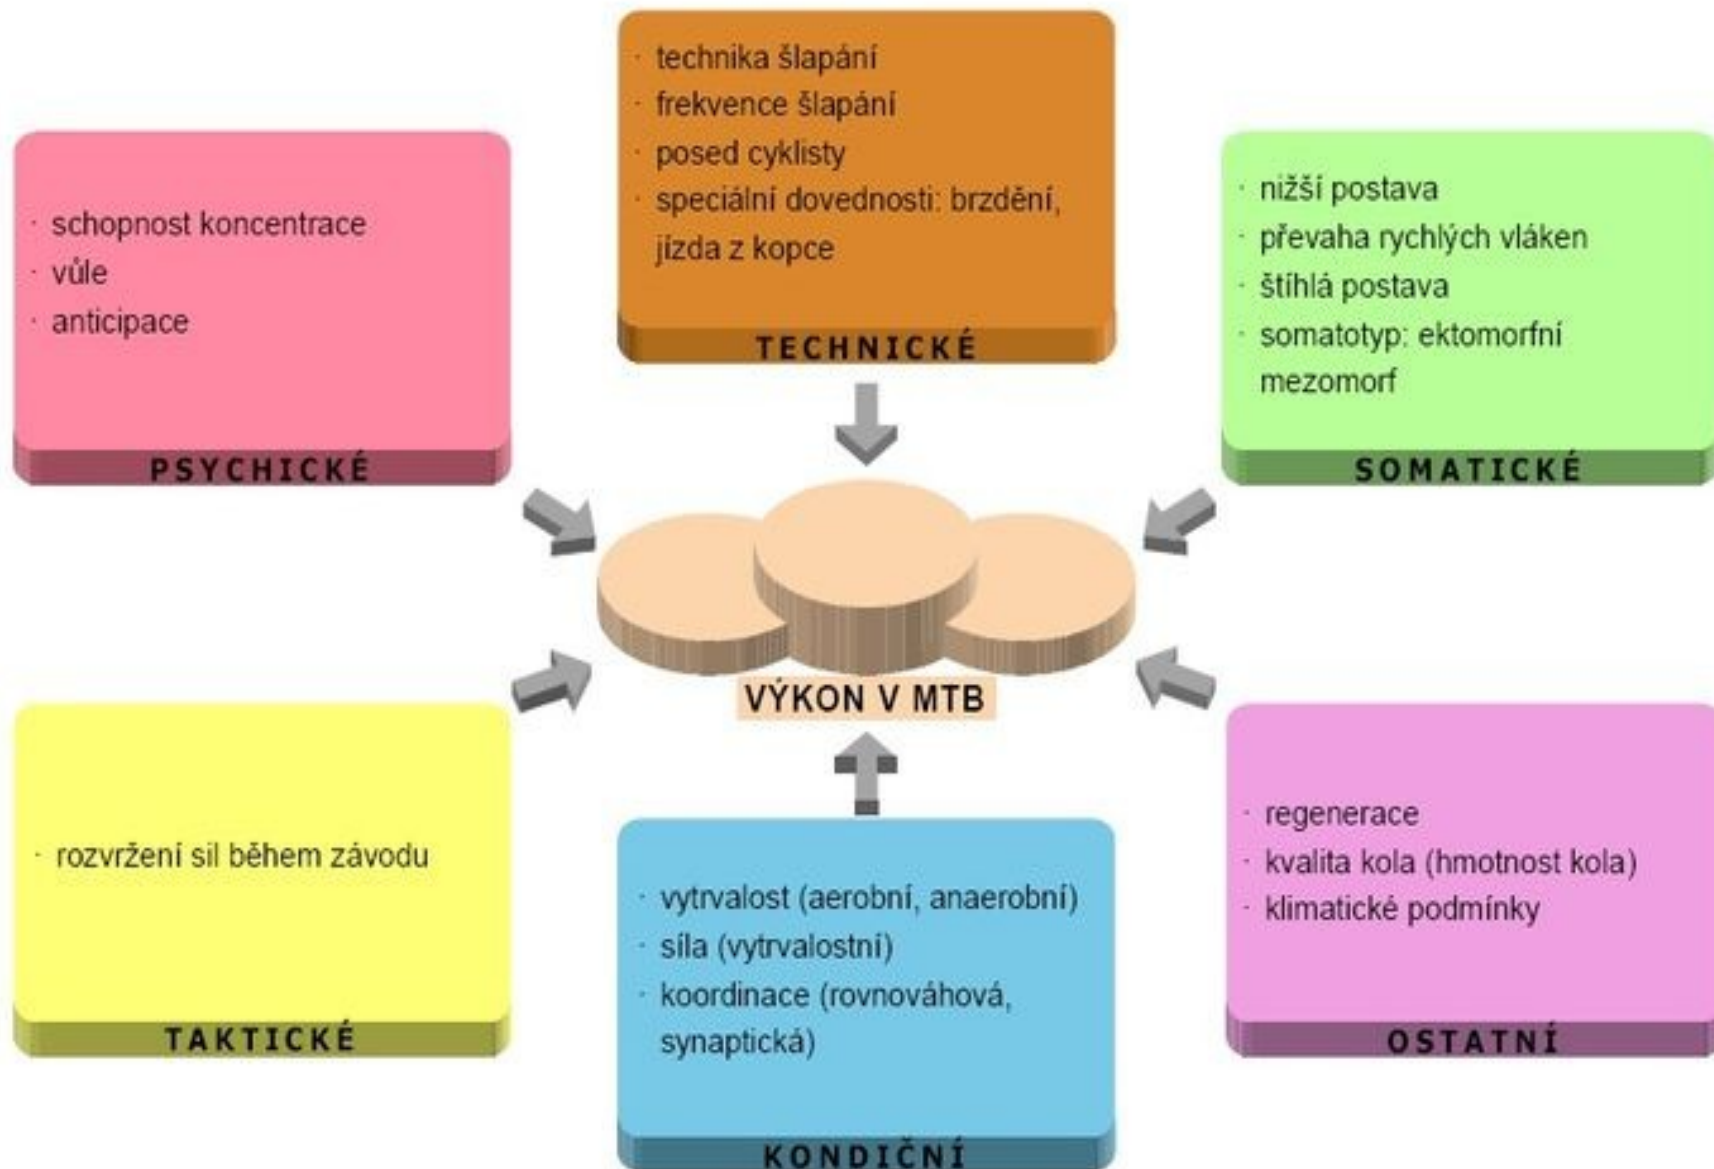 · technika šlapání
· frekvence šlapání
· posed cyklisty
· speciální dovednosti: brzdění,
jízda z kopce
TECHNICKÉ
· schopnost koncentrace
· vůle
· anticipace
PSYCHICKÉ
· nižší postava
· převaha rychlých vláken
· štíhlá postava
· somatotyp: ektomorfní
mezomorf
SOMATICKÉ
VÝKON V MTB
· rozvržení sil během závodu
TAKTICKÉ
· vytrvalost (aerobní, anaerobní)
· síla (vytrvalostní)
· koordinace (rovnováhová,
synaptická)
KONDIČNÍ
· regenerace
· kvalita kola (hmotnost kola)
· klimatické podmínky
OSTATNÍ